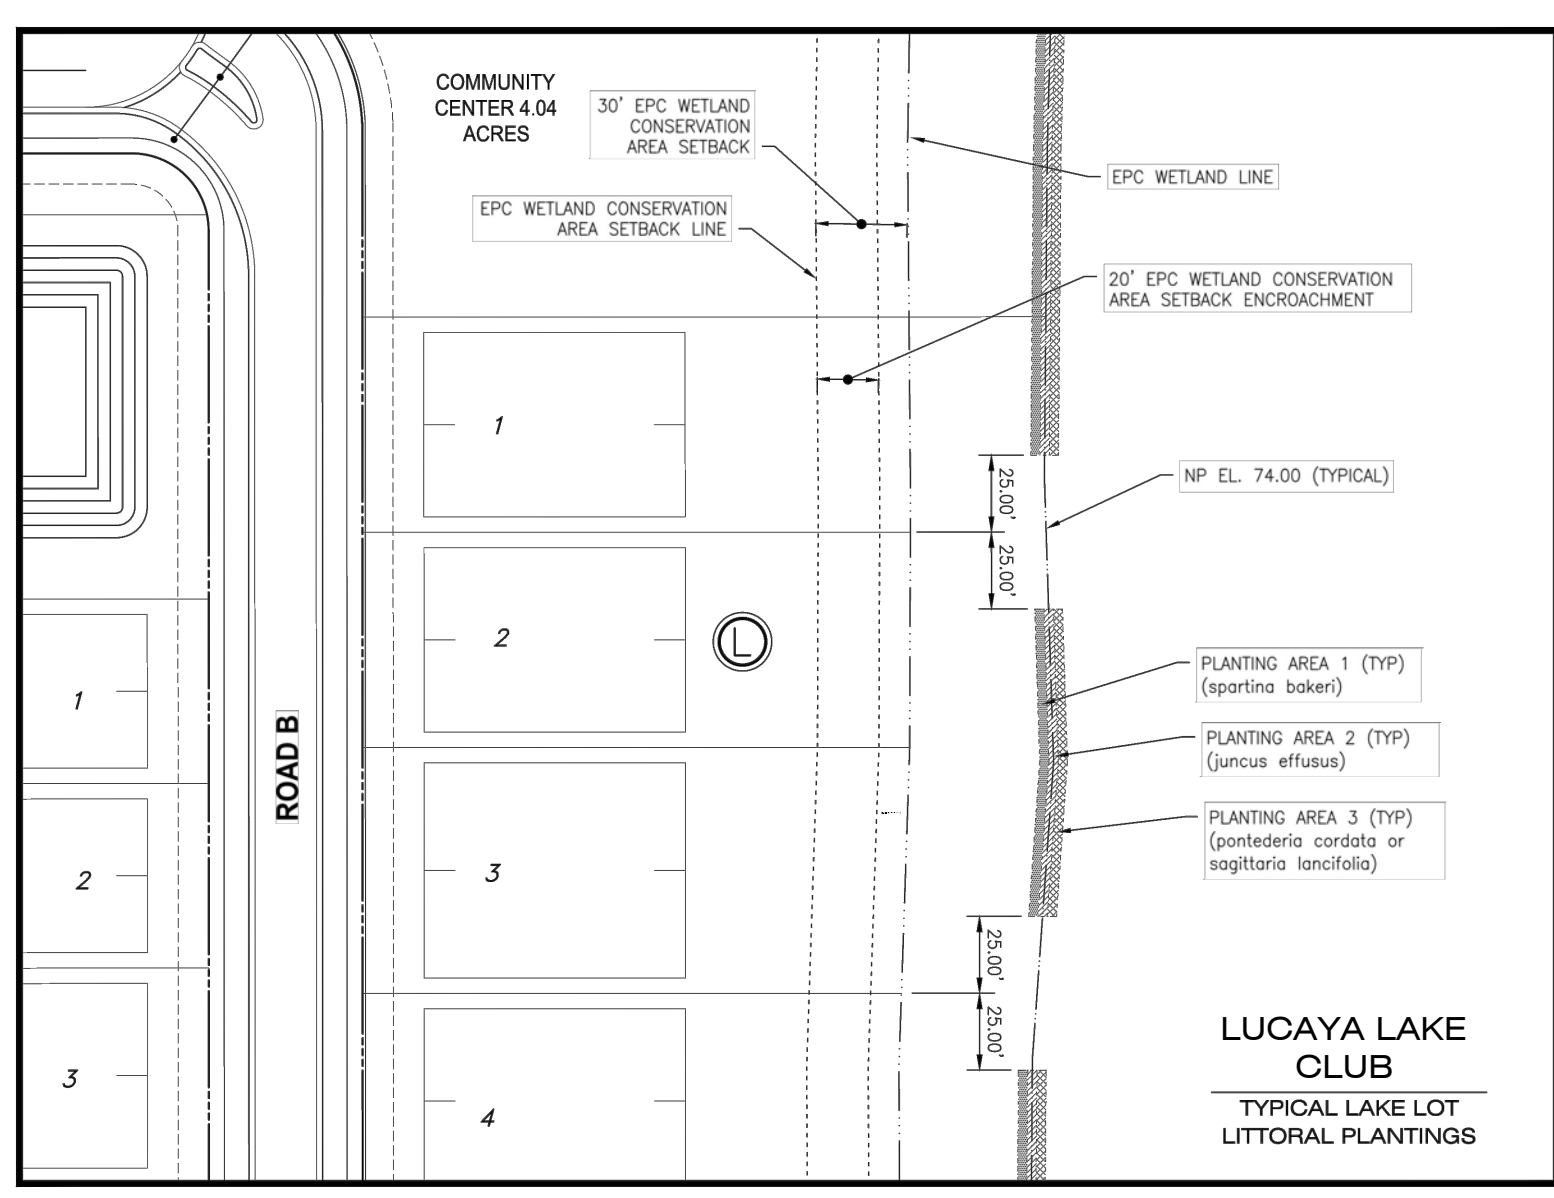 COMMUNITY
CENTER 4.04
ACRES
30' EPC WETLAND
CONSERVATION
AREA SETBACK
EPC WETLAND LINE
EPC WETLAND CONSERVATION
AREA SETBACK LINE
20' EPC WETLAND CONSERVATION
AREA SETBACK ENCROACHMENT
1
25.00'
NP EL. 74.00 (TYPICAL)
25.00'
2
L
PLANTING AREA 1 (TYP)
(spartina bakeri)
1
ROAD B
PLANTING AREA 2 (TYP)
(juncus effusus)
PLANTING AREA 3 (TYP)
(pontederia cordata or
sagittaria lancifolia)
3
2
25.00'
25.00'
3
4
LUCAYA LAKE
CLUB
TYPICAL LAKE LOT
LITTORAL PLANTINGS